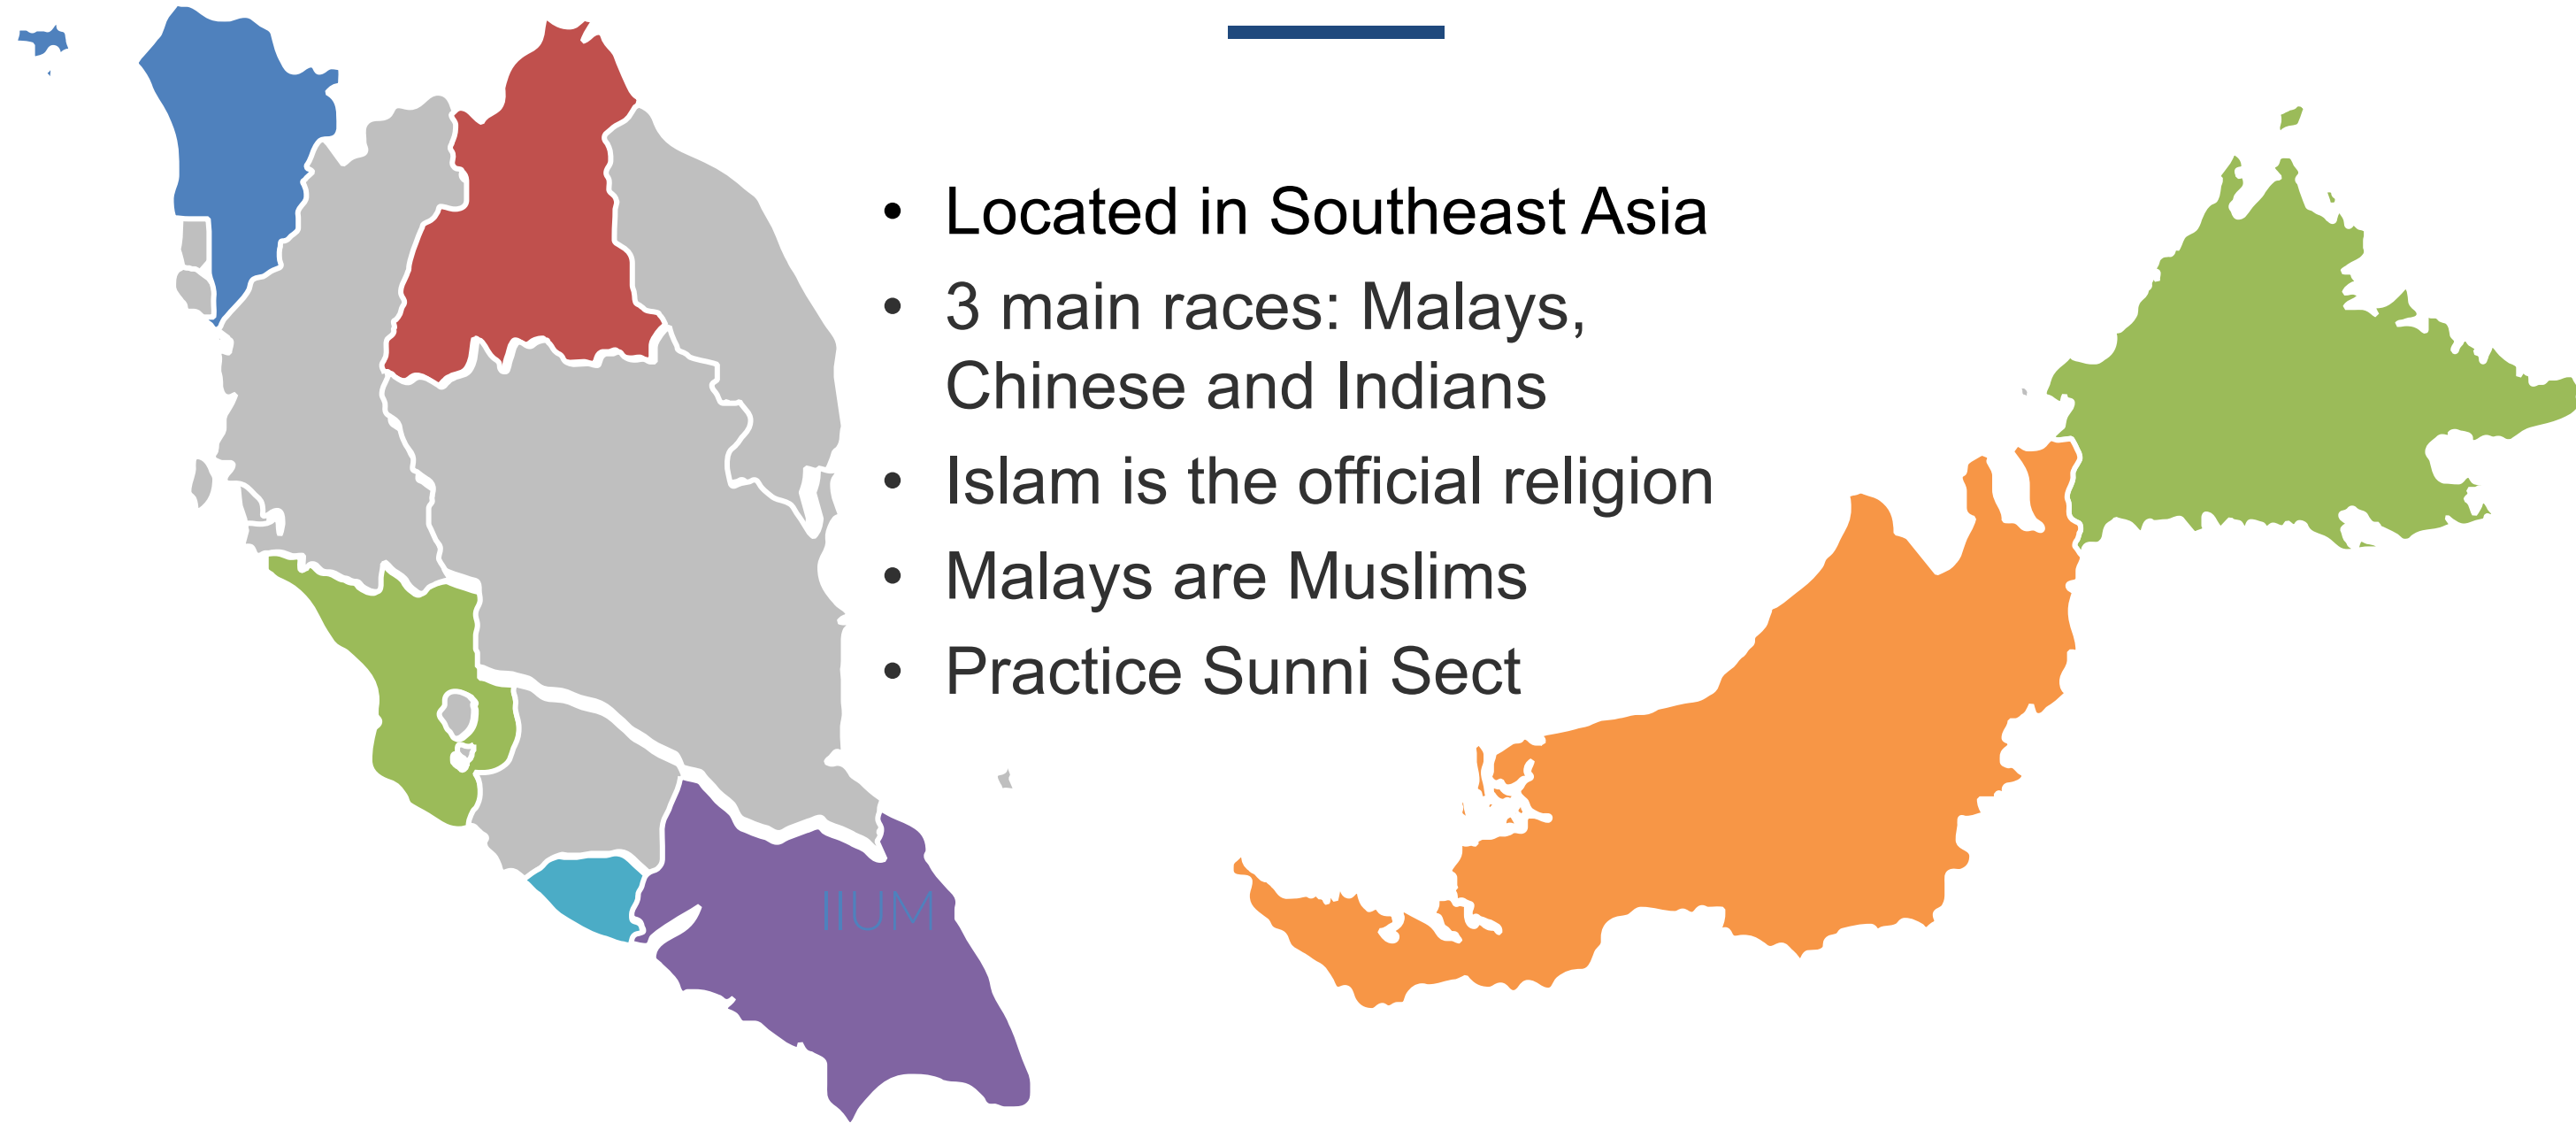 • Located in Southeast Asia
• 3 main races: Malays,
Chinese and Indians
• Islam is the official religion
• Malays are Muslims
• Practice Sunni Sect
IIUM